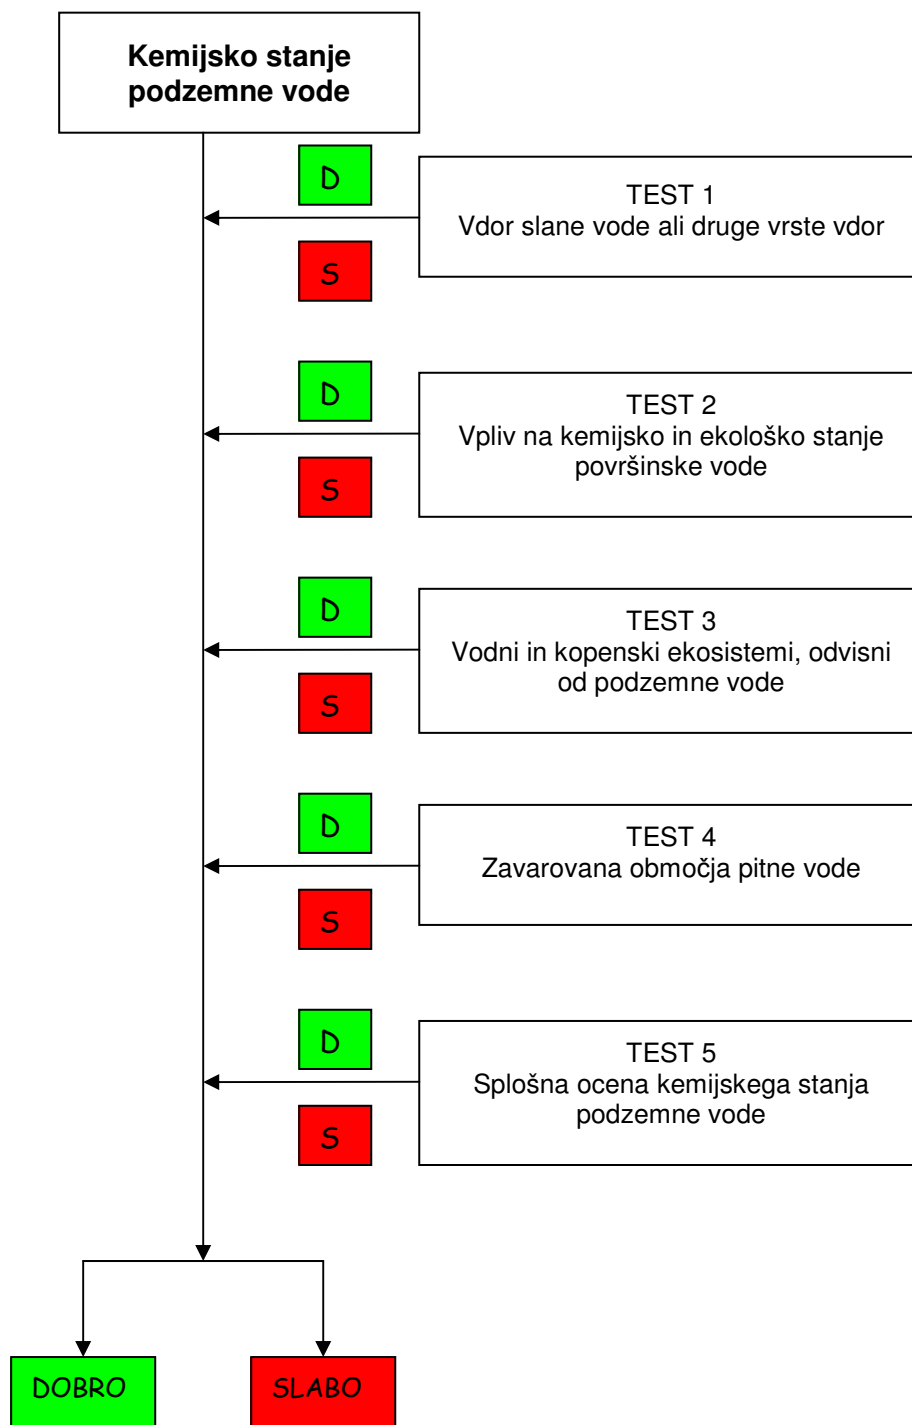 Kemijsko stanje
podzemne vode
D
TEST 1
Vdor slane vode ali druge vrste vdor
S
D
TEST 2
Vpliv na kemijsko in ekološko stanje
površinske vode
S
D
TEST 3
Vodni in kopenski ekosistemi, odvisni
od podzemne vode
S
D
TEST 4
Zavarovana območja pitne vode
S
D
TEST 5
Splošna ocena kemijskega stanja
podzemne vode
S
DOBRO
SLABO